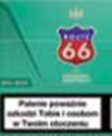 ROUTE
66
Palenie poważnie
szkodzi Tobie i osobom
w Twoim otoczeniu